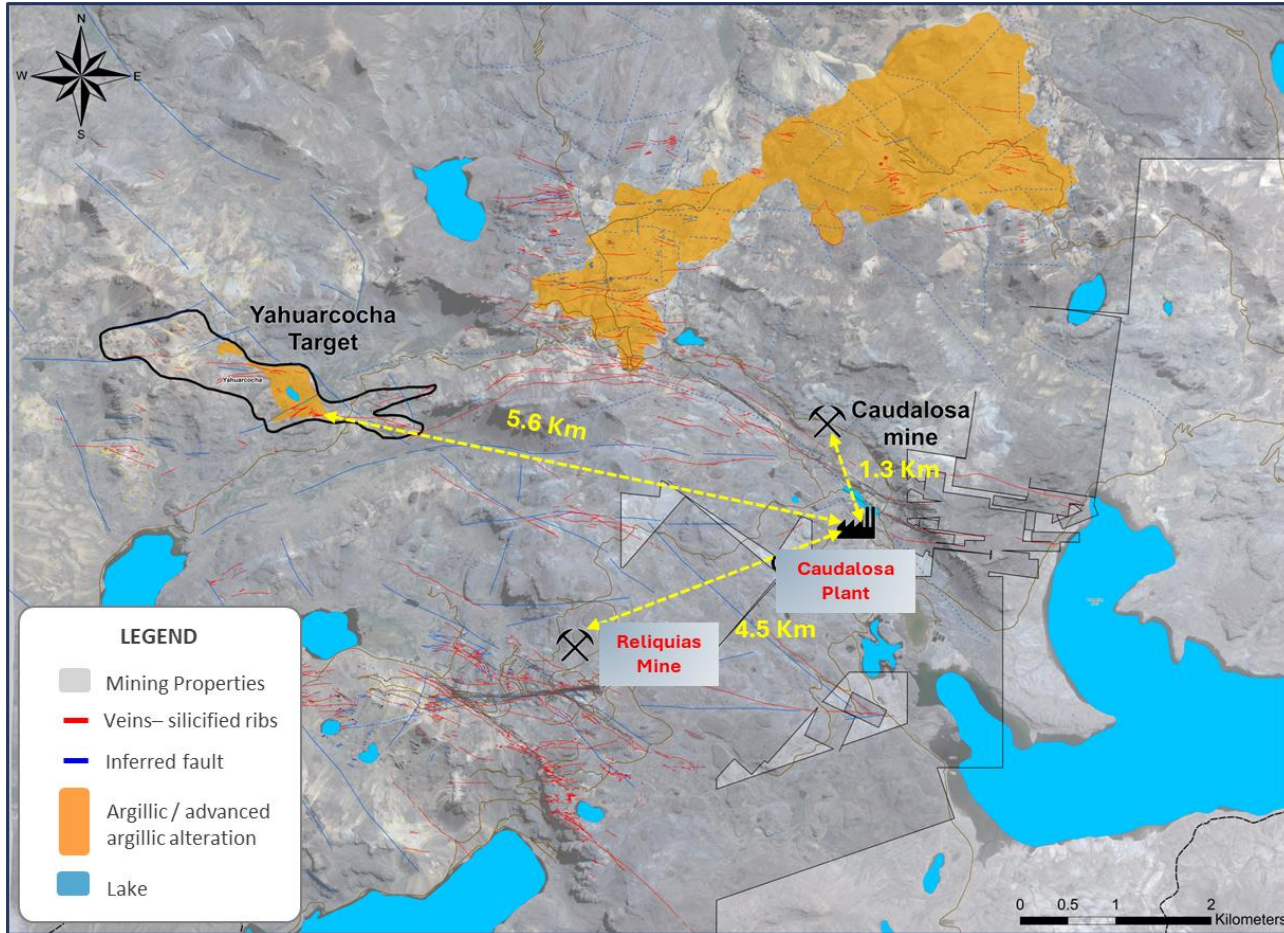 N
W
E
S
Yahuarcocha
Target
Yahuarcocha
5.6 Km
Caudalosa
mine
1.3 Km
Caudalosa
Plant
4.5 Km
Reliquias
Mine
LEGEND
Mining Properties
Veins– silicified ribs
Inferred fault
Argillic / advanced
argillic alteration
Lake
0 0.5 1 2
Kilometers